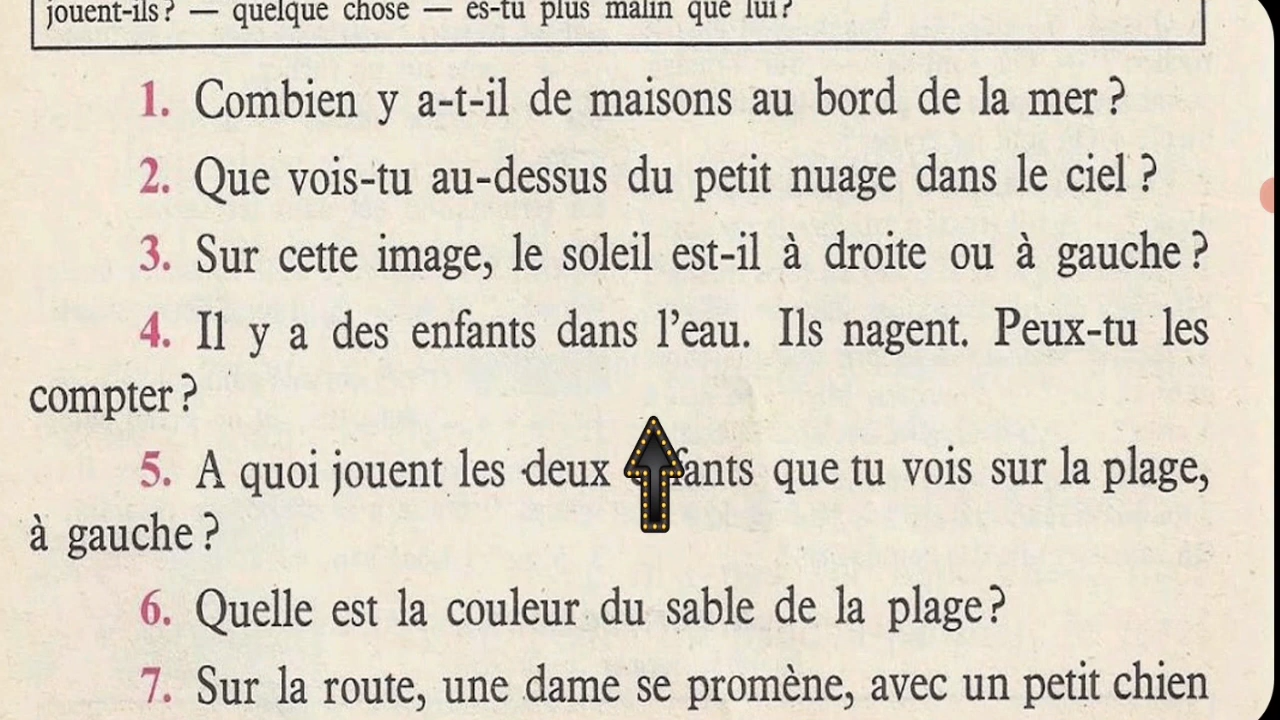 jouent-ils ? — quelque chose — es-tu plus malin que lui ?
1. Combien y a-t-il de maisons au bord de la mer ?
2. Que vois-tu au-dessus du petit nuage dans le ciel ?
3. Sur cette image, le soleil est-il à droite ou à gauche ?
4. Il y a des enfants dans l'eau. Ils nagent. Peux-tu les
compter ?
5. A quoi jouent les deux enfants que tu vois sur la plage,
à gauche ?
6. Quelle est la couleur du sable de la plage ?
7. Sur la route, une dame se promène, avec un petit chien